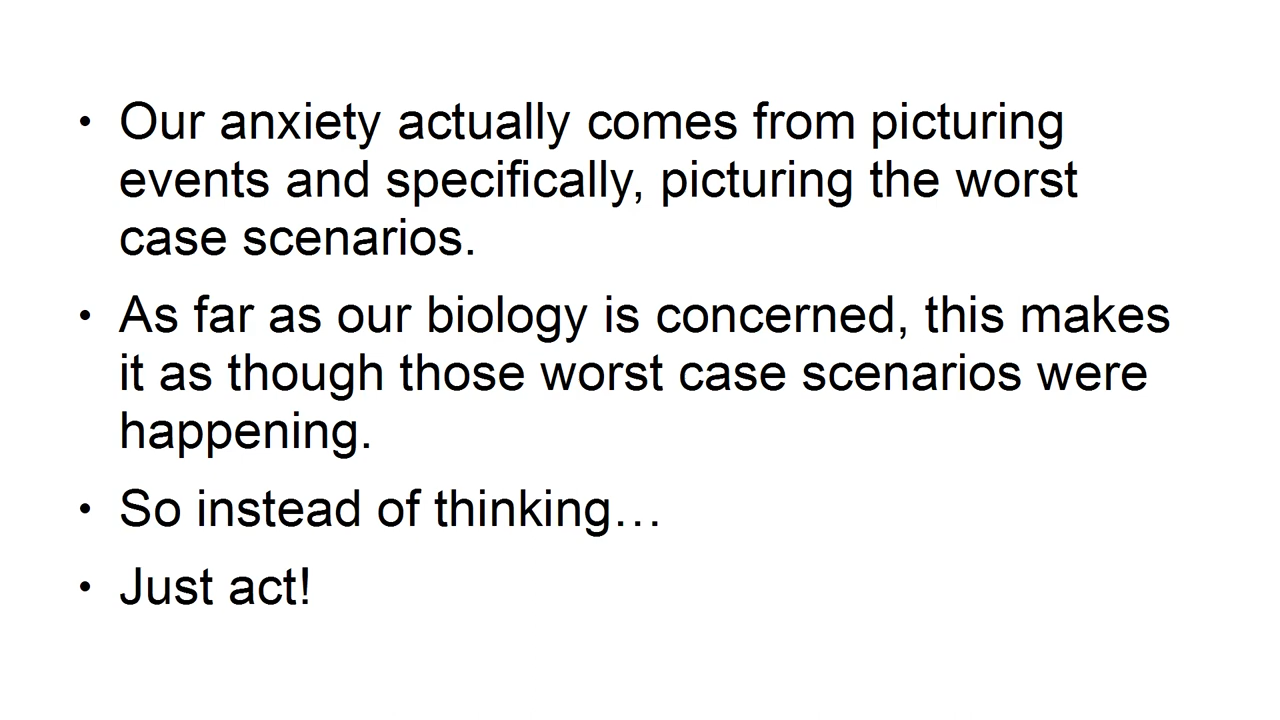 • Our anxiety actually comes from picturing
events and specifically, picturing the worst
case scenarios.
• As far as our biology is concerned, this makes
it as though those worst case scenarios were
happening.
• So instead of thinking…
• Just act!